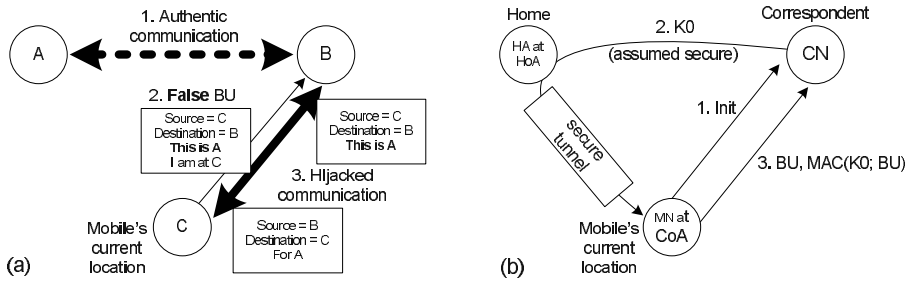 1. Authentic
communication
A
B
2. False BU
Source = C
Destination = B
This is A
I am at C
Source = C
Destination = B
This is A
3. HIjacked
communication
C
Source = B
Destination = C
For A
Mobile's
current
location
(a)
Home
HA at
HoA
2. K0
(assumed secure)
Correspondent
CN
secure
tunnel
1. Init
3. BU, MAC(K0; BU)
MN at
CoA
Mobile's
current
location
(b)